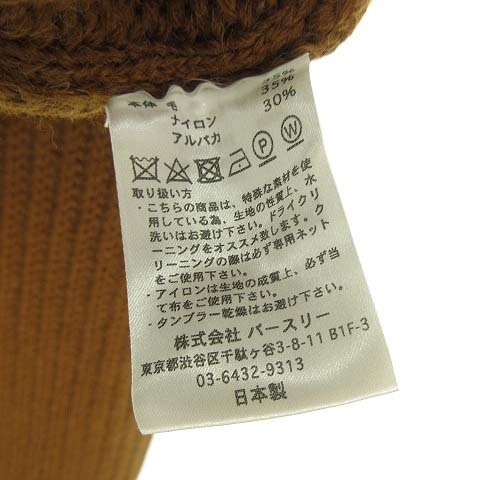 本体 毛 35%
ナイロン 35%
アルパカ 30%
P W
取り扱い方
・こちらの商品は、特殊な素材を使
用している為、生地の性質上、水
洗いはお避け下さい。ドライクリ
ーニングをオススメ致します。ク
リーニングの際は必ず専用ネット
をご使用下さい。
・アイロンは生地の成質上、必ず当
て布をご使用下さい。
・タンブラー乾燥はお避け下さい。
株式会社 パースリー
東京都渋谷区千駄ヶ谷3-8-11 B1F-3
03-6432-9313
日本製